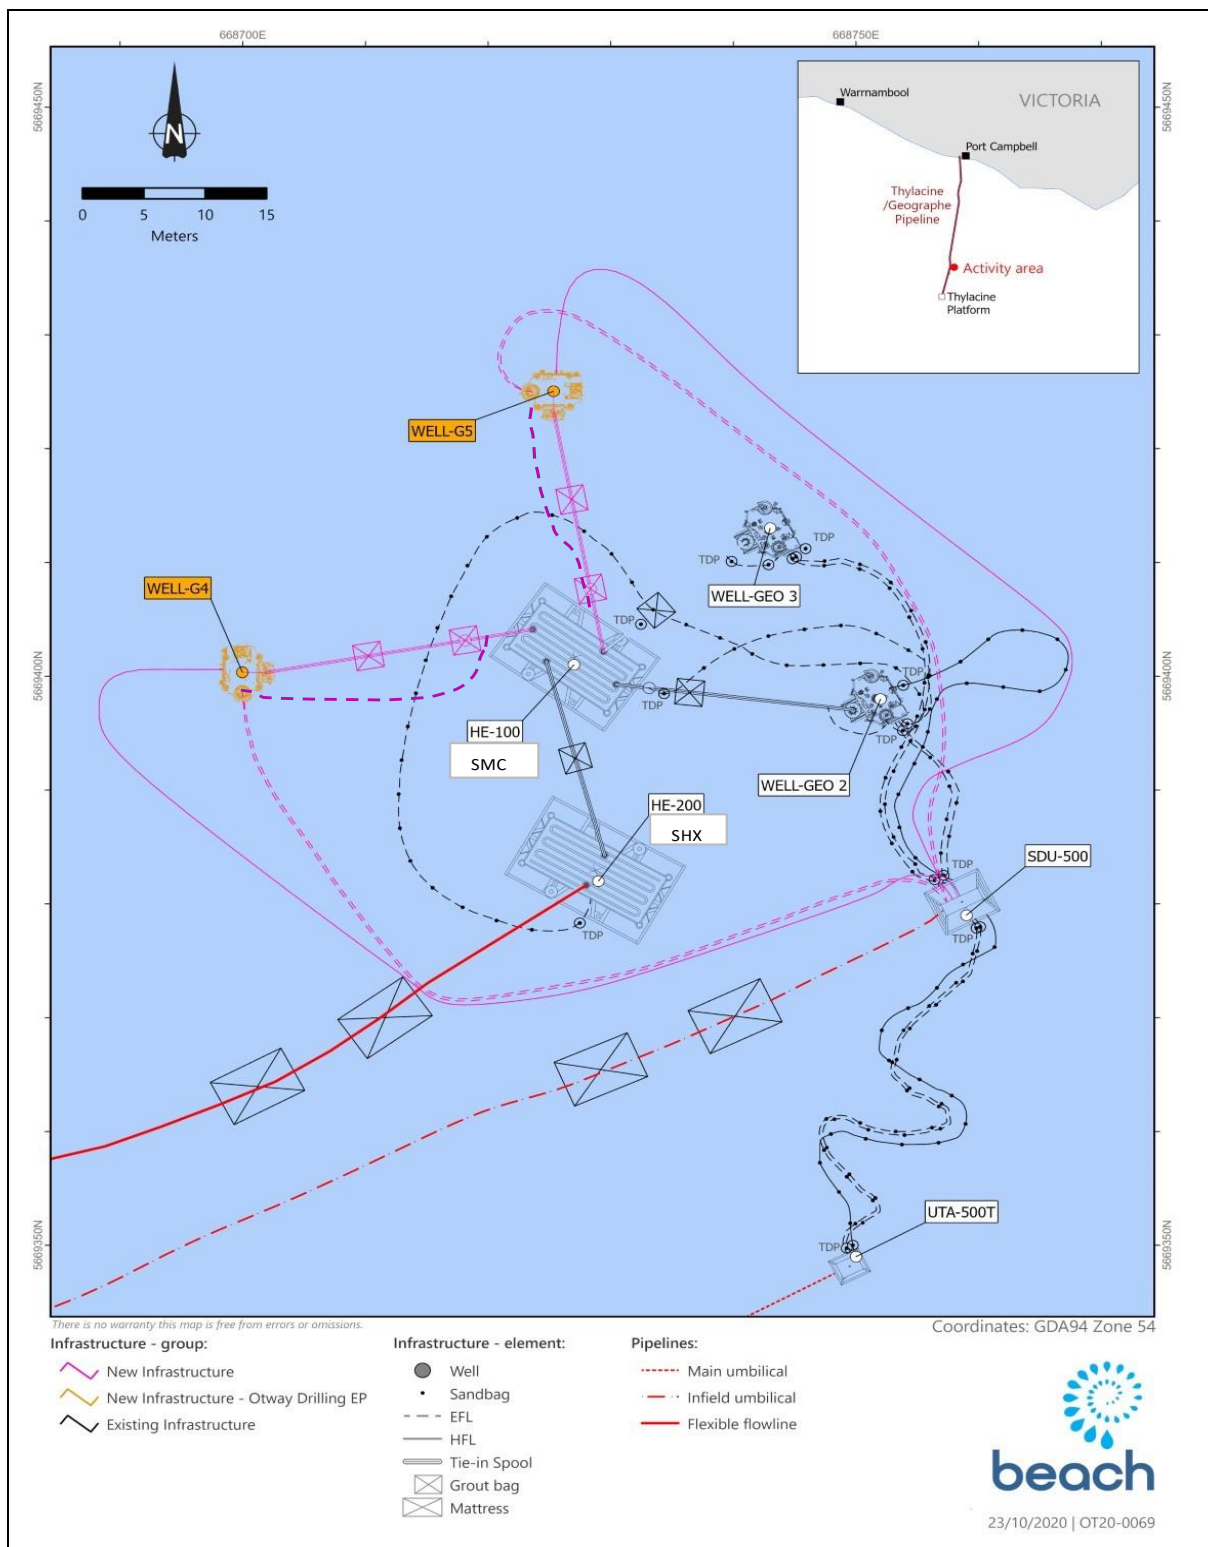 668700E
668750E
5669450N
5669450N
Warrnambool
VICTORIA
Port Campbell
Thylacine
/Geographe
Pipeline
Activity area
Thylacine
Platform
N
0 5 10 15
Meters
WELL-G5
TDP
TDP
WELL-GEO 3
WELL-G4
TDP
TDP
5669400N
5669400N
TDP
HE-100
SMC
TDP
WELL-GEO 2
HE-200
SHX
SDU-500
TDP
TDP
TDP
UTA-500T
TDP
5669350N
5669350N
There is no warranty this map is free from errors or omissions.
Coordinates: GDA94 Zone 54
Infrastructure - group:
New Infrastructure
New Infrastructure - Otway Drilling EP
Existing Infrastructure
Infrastructure - element:
Well
Sandbag
EFL
HFL
Tie-in Spool
Grout bag
Mattress
Pipelines:
Main umbilical
Infield umbilical
Flexible flowline
beach
23/10/2020 | OT20-0069